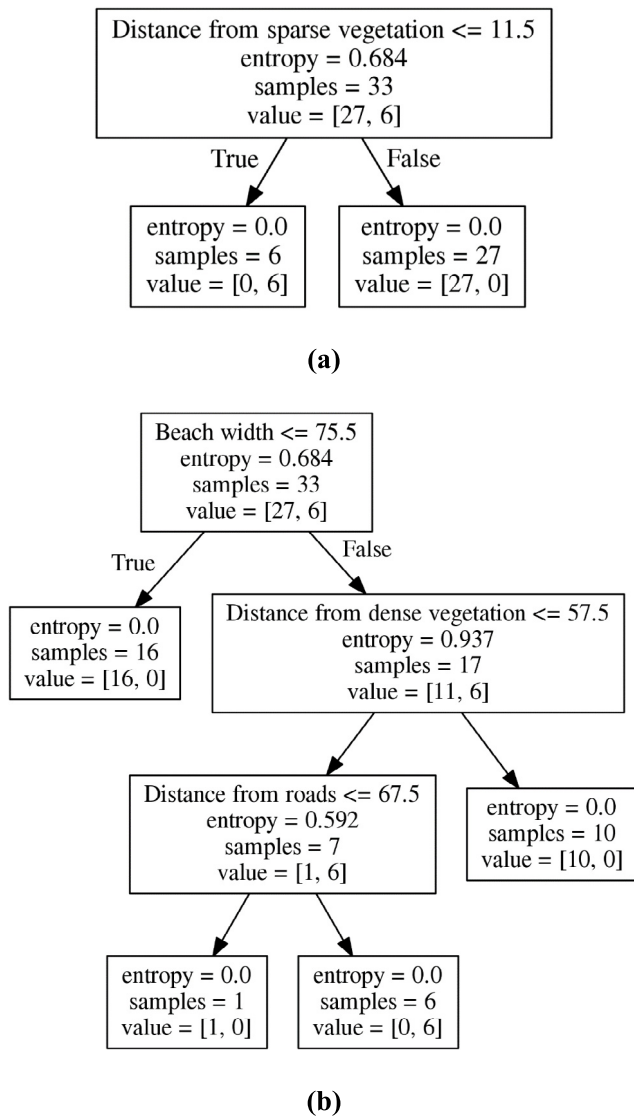 Distance from sparse vegetation <= 11.5
entropy = 0.684
samples = 33
value = [27, 6]
True
False
entropy = 0.0
samples = 6
value = [0, 6]
entropy = 0.0
samples = 27
value = [27, 0]
(a)
Beach width <= 75.5
entropy = 0.684
samples = 33
value = [27, 6]
True
False
entropy = 0.0
samples = 16
value = [16, 0]
Distance from dense vegetation <= 57.5
entropy = 0.937
samples = 17
value = [11, 6]
Distance from roads <= 67.5
entropy = 0.592
samples = 7
value = [1, 6]
entropy = 0.0
samples = 10
value = [10, 0]
entropy = 0.0
samples = 1
value = [1, 0]
entropy = 0.0
samples = 6
value = [0, 6]
(b)